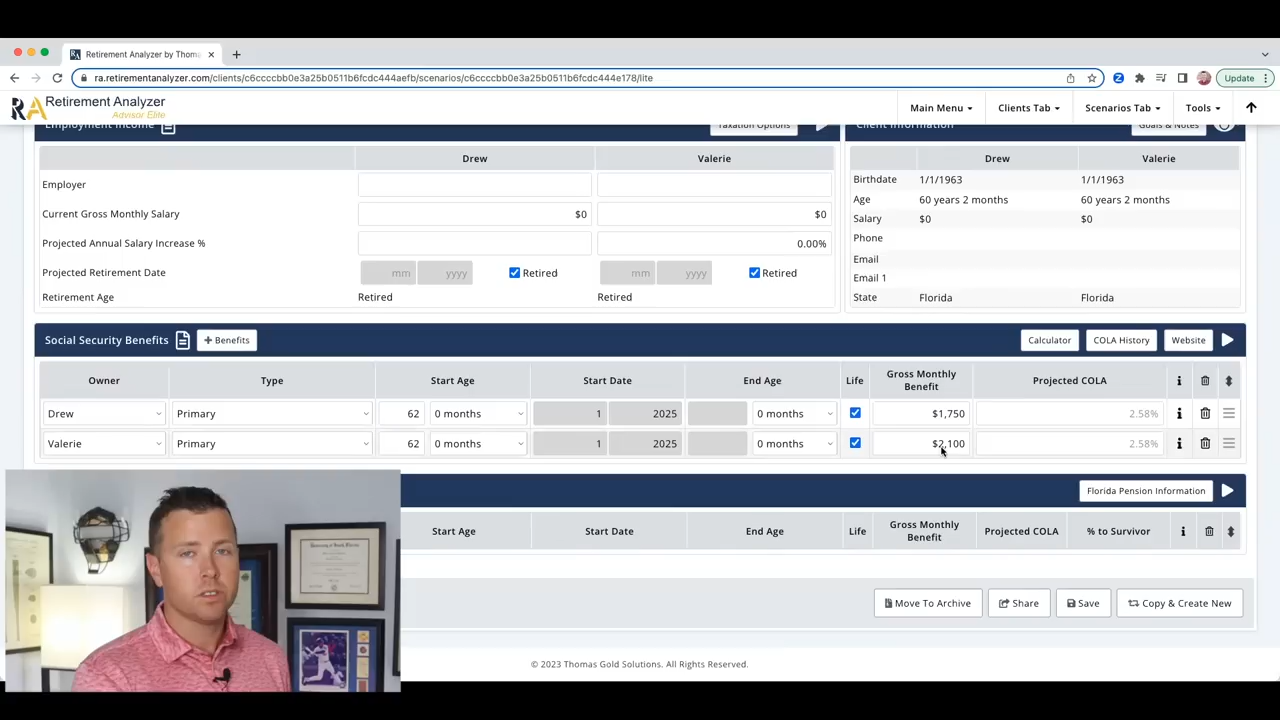 Retirement Analyzer by Thom
Update
ra.retirementanalyzer.com/clients/c6ccccbb0e3a25b0511b6fcdc444aefb/scenarios/c6ccccbb0e3a25b0511b6fcdc444e178/lite
RA Retirement Analyzer
Advisor Elite
Main Menu
Clients Tab
Scenarios Tab
Tools
Employment Income
Taxation Options
Client Information
Goals & Notes
Drew Valerie
Employer
Current Gross Monthly Salary $0 $0
Projected Annual Salary Increase % 0.00%
Projected Retirement Date mm yyyy Retired mm yyyy Retired
Retirement Age Retired Retired
Drew Valerie
Birthdate 1/1/1963 1/1/1963
Age 60 years 2 months 60 years 2 months
Salary $0 $0
Phone
Email
Email 1
State Florida Florida
Social Security Benefits + Benefits Calculator COLA History Website
Owner Type Start Age Start Date End Age Life Gross Monthly Benefit Projected COLA
Drew Primary 62 0 months 1 2025 0 months $1,750 2.58%
Valerie Primary 62 0 months 1 2025 0 months $2,100 2.58%
Florida Pension Information
Start Age Start Date End Age Life Gross Monthly Benefit Projected COLA % to Survivor
Move To Archive Share Save Copy & Create New
© 2023 Thomas Gold Solutions. All Rights Reserved.